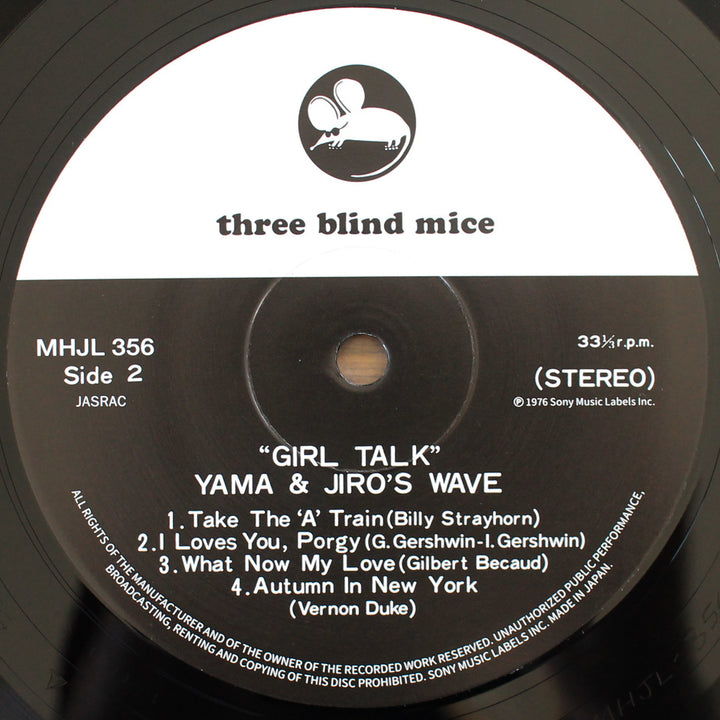 three blind mice
MHJL 356
Side 2
JASRAC
33⅓ r.p.m.
(STEREO)
Ⓟ 1976 Sony Music Labels Inc.
“GIRL TALK”
YAMA & JIRO'S WAVE
1. Take The ‘A’ Train (Billy Strayhorn)
2. I Loves You, Porgy (G. Gershwin-I. Gershwin)
3. What Now My Love (Gilbert Becaud)
4. Autumn In New York
(Vernon Duke)
ALL RIGHTS OF THE MANUFACTURER AND OF THE OWNER OF THE RECORDED WORK RESERVED. UNAUTHORIZED PUBLIC PERFORMANCE,
BROADCASTING, RENTING AND COPYING OF THIS DISC PROHIBITED. SONY MUSIC LABELS INC. MADE IN JAPAN.